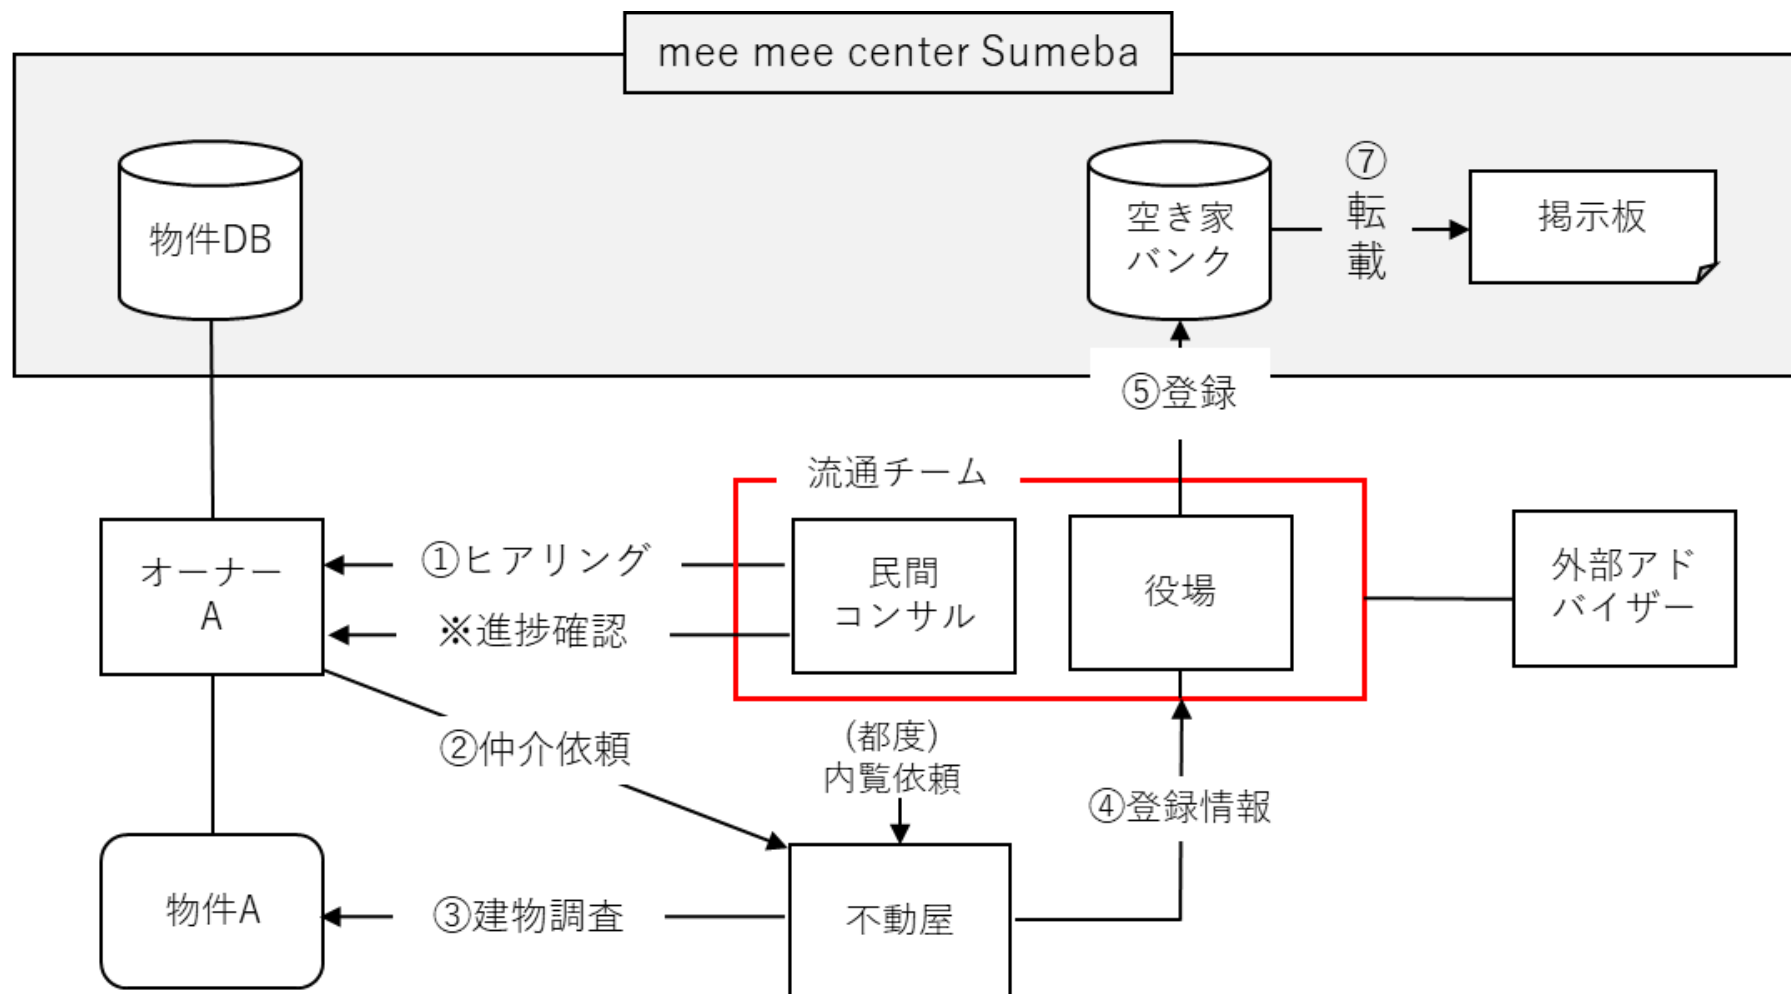 mee mee center Sumeba
物件DB
空き家
バンク
⑦
転
載
掲示板
⑤登録
流通チーム
オーナー
A
①ヒアリング
※進捗確認
民間
コンサル
役場
外部アド
バイザー
②仲介依頼
(都度)
内覧依頼
④登録情報
物件A
③建物調査
不動屋